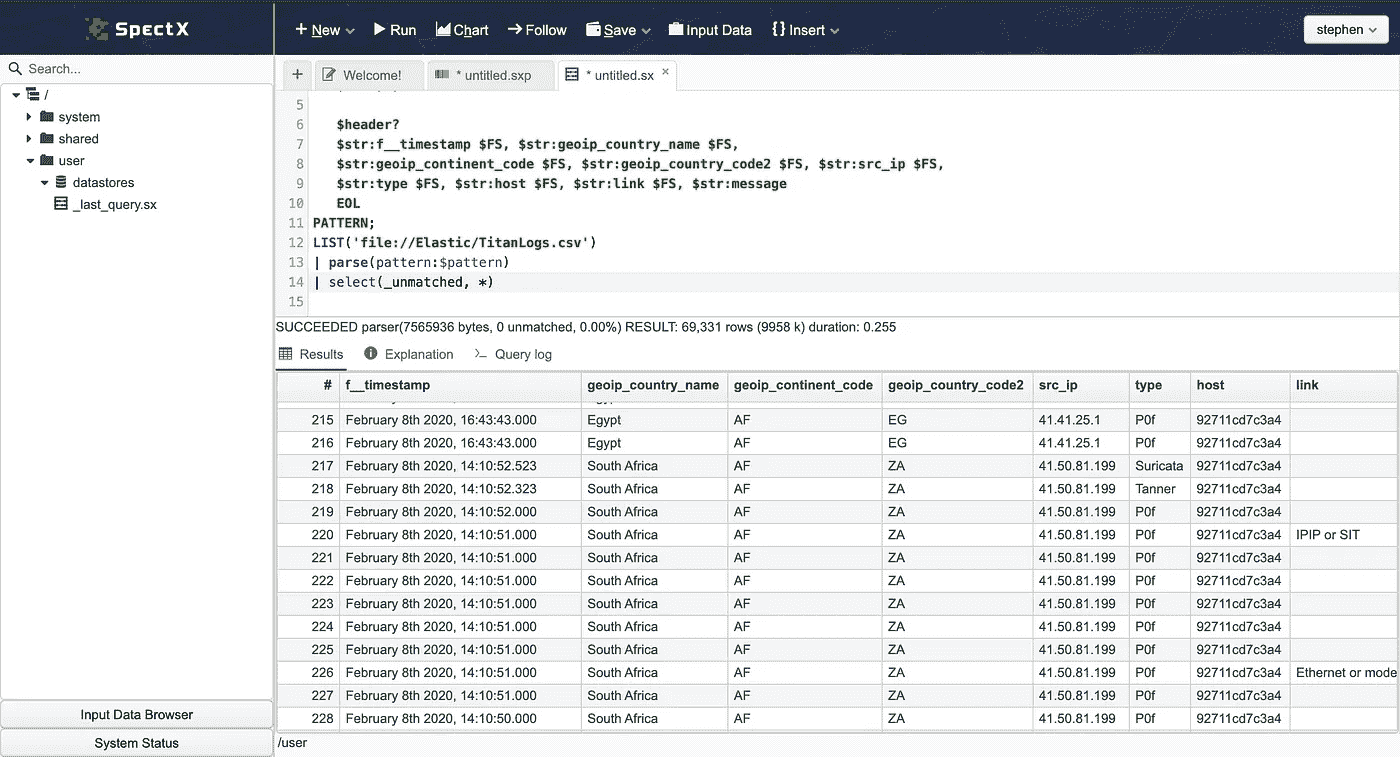 SpectX
New Run Chart Follow Save Input Data {} Insert stephen
Search...
/
system
shared
user
datastores
_last_query.sx
Input Data Browser
System Status
+ Welcome! * untitled.sxp * untitled.sx ×
5
6 $header?
7 $str:f__timestamp $FS, $str:geoip_country_name $FS,
8 $str:geoip_continent_code $FS, $str:geoip_country_code2 $FS, $str:src_ip $FS,
9 $str:type $FS, $str:host $FS, $str:link $FS, $str:message
10 EOL
11 PATTERN;
12 LIST('file://Elastic/TitanLogs.csv')
13 | parse(pattern:$pattern)
14 | select(_unmatched, *)
15
SUCCEEDED parser(7565936 bytes, 0 unmatched, 0.00%) RESULT: 69,331 rows (9958 k) duration: 0.255
Results Explanation Query log
# f__timestamp geoip_country_name geoip_continent_code geoip_country_code2 src_ip type host link
215 February 8th 2020, 16:43:43.000 Egypt AF EG 41.41.25.1 P0f 92711cd7c3a4
216 February 8th 2020, 16:43:43.000 Egypt AF EG 41.41.25.1 P0f 92711cd7c3a4
217 February 8th 2020, 14:10:52.523 South Africa AF ZA 41.50.81.199 Suricata 92711cd7c3a4
218 February 8th 2020, 14:10:52.323 South Africa AF ZA 41.50.81.199 Tanner 92711cd7c3a4
219 February 8th 2020, 14:10:52.000 South Africa AF ZA 41.50.81.199 P0f 92711cd7c3a4
220 February 8th 2020, 14:10:51.000 South Africa AF ZA 41.50.81.199 P0f 92711cd7c3a4 IPIP or SIT
221 February 8th 2020, 14:10:51.000 South Africa AF ZA 41.50.81.199 P0f 92711cd7c3a4
222 February 8th 2020, 14:10:51.000 South Africa AF ZA 41.50.81.199 P0f 92711cd7c3a4
223 February 8th 2020, 14:10:51.000 South Africa AF ZA 41.50.81.199 P0f 92711cd7c3a4
224 February 8th 2020, 14:10:51.000 South Africa AF ZA 41.50.81.199 P0f 92711cd7c3a4
225 February 8th 2020, 14:10:51.000 South Africa AF ZA 41.50.81.199 P0f 92711cd7c3a4
226 February 8th 2020, 14:10:51.000 South Africa AF ZA 41.50.81.199 P0f 92711cd7c3a4 Ethernet or mode
227 February 8th 2020, 14:10:51.000 South Africa AF ZA 41.50.81.199 P0f 92711cd7c3a4
228 February 8th 2020, 14:10:50.000 South Africa AF ZA 41.50.81.199 P0f 92711cd7c3a4
/user